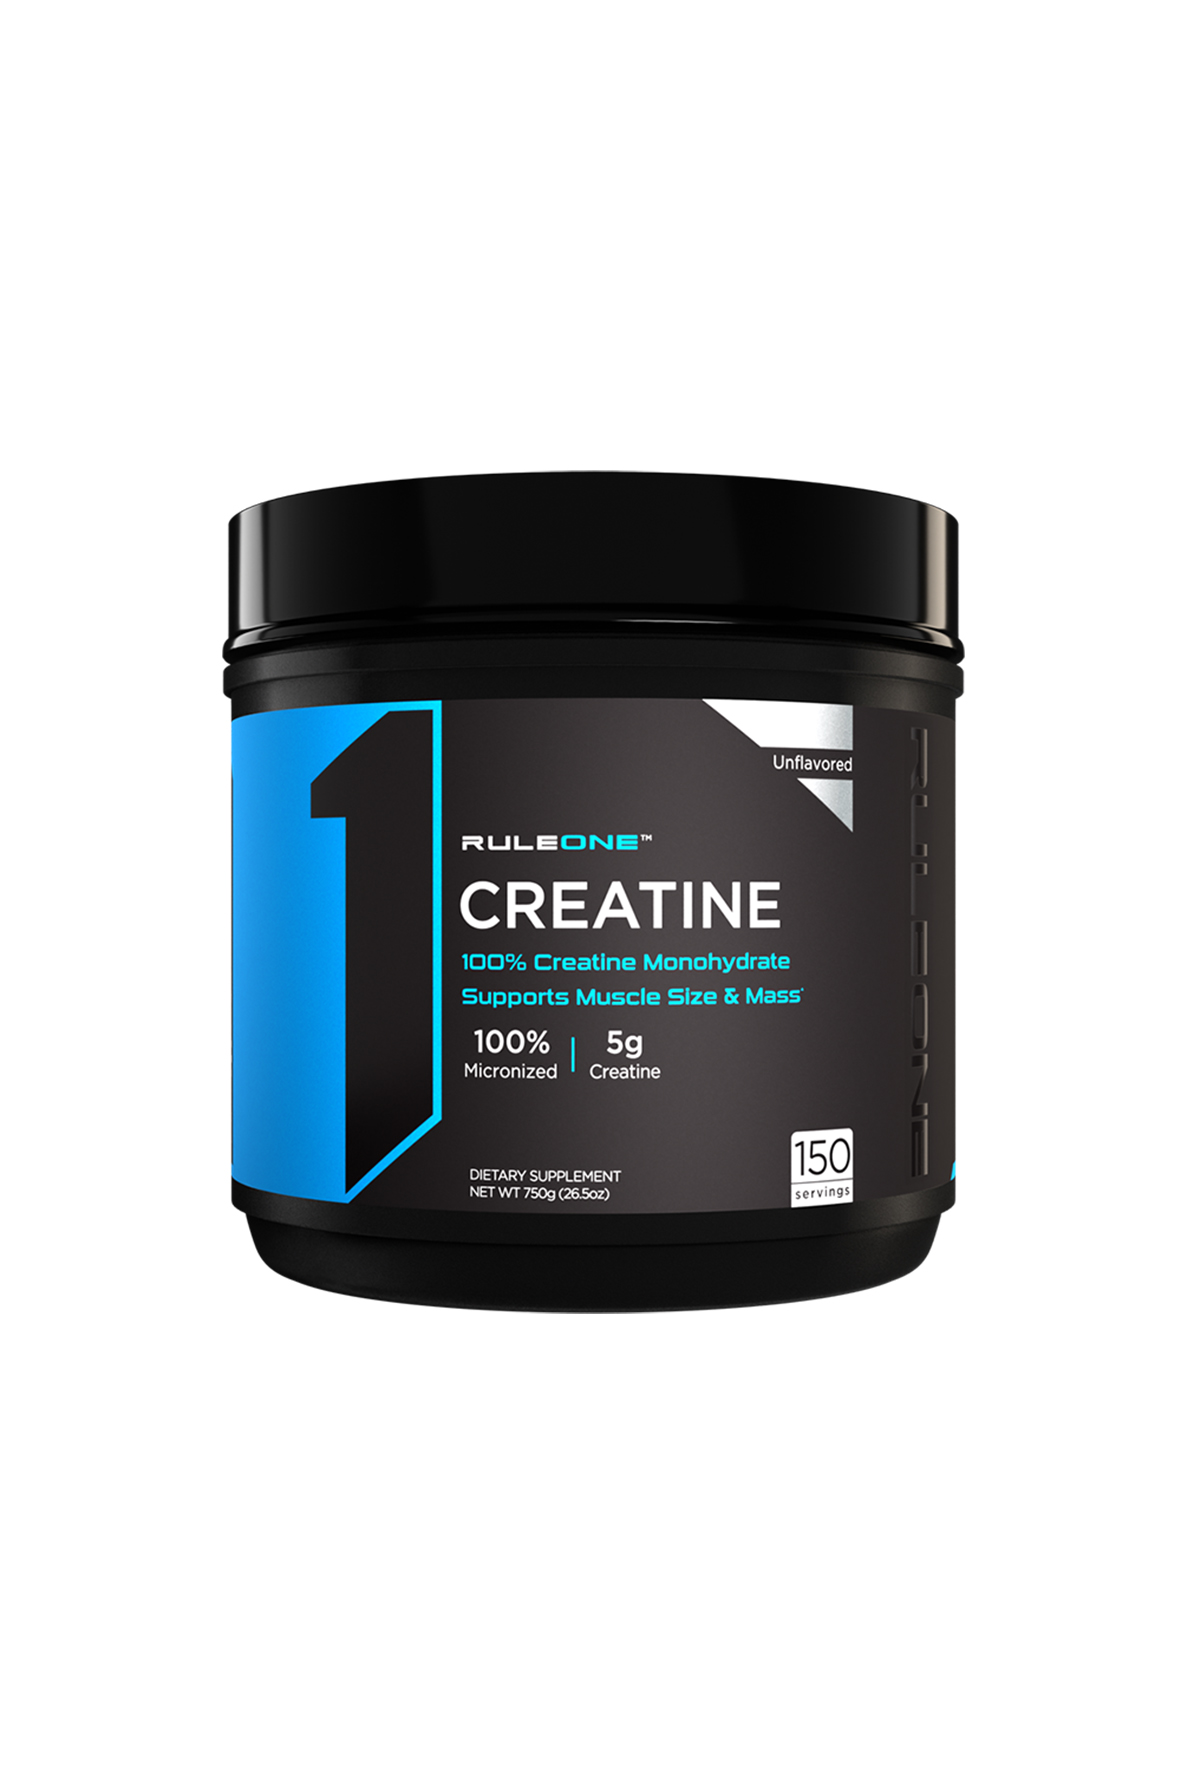 Unflavored
RULEONE™
CREATINE
100% Creatine Monohydrate
Supports Muscle Size & Mass*
100% | 5g
Micronized | Creatine
DIETARY SUPPLEMENT
NET WT 750g (26.5oz)
150
servings
1
RULEONE